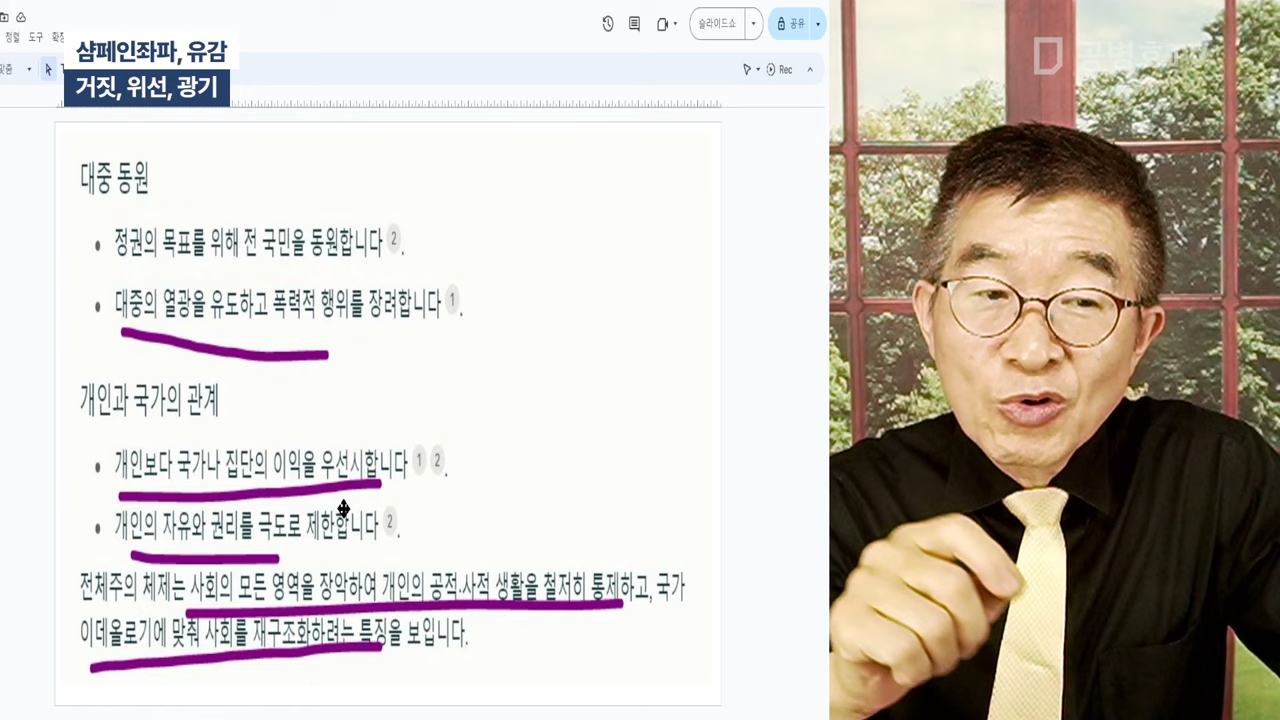 정렬 도구
슬라이드쇼
공유
샴페인좌파, 유감
거짓, 위선, 광기
Rec
대중 동원
• 정권의 목표를 위해 전 국민을 동원합니다 2.
• 대중의 열광을 유도하고 폭력적 행위를 장려합니다 1.
개인과 국가의 관계
• 개인보다 국가나 집단의 이익을 우선시합니다 1 2.
• 개인의 자유와 권리를 극도로 제한합니다 2.
전체주의 체제는 사회의 모든 영역을 장악하여 개인의 공적·사적 생활을 철저히 통제하고, 국가
이데올로기에 맞춰 사회를 재구조화하려는 특징을 보입니다.